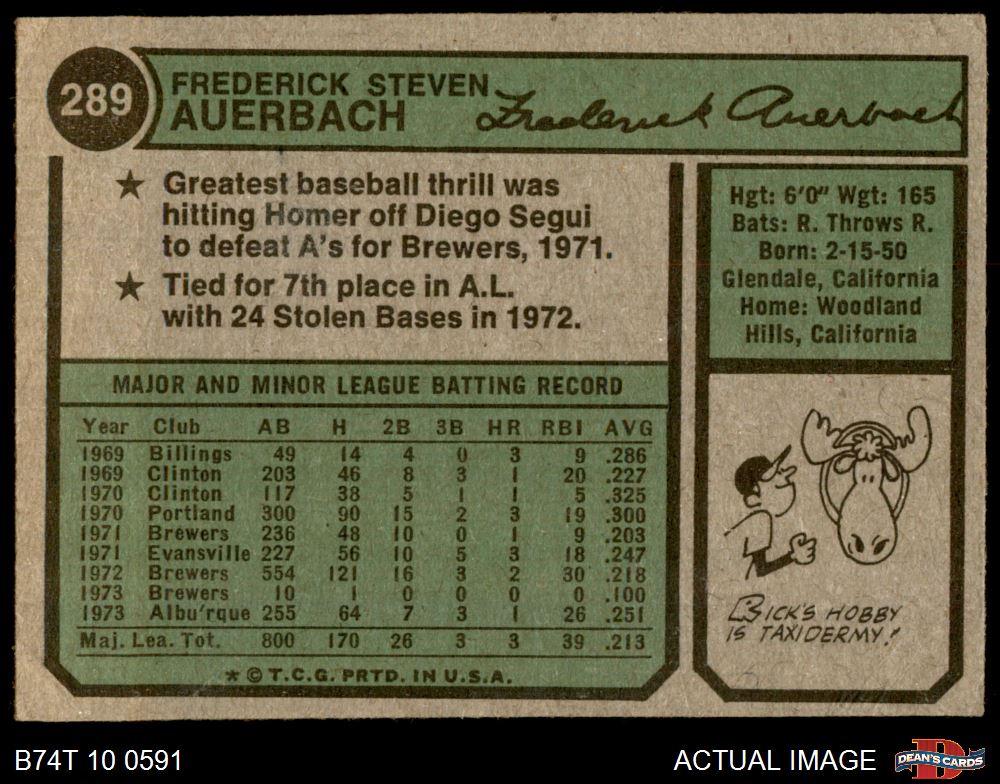 289
FREDERICK STEVEN
AUERBACH
Frederick Auerbach
★ Greatest baseball thrill was
hitting Homer off Diego Segui
to defeat A's for Brewers, 1971.
★ Tied for 7th place in A.L.
with 24 Stolen Bases in 1972.
Hgt: 6'0" Wgt: 165
Bats: R. Throws R.
Born: 2-15-50
Glendale, California
Home: Woodland
Hills, California
MAJOR AND MINOR LEAGUE BATTING RECORD
Year Club AB H 2B 3B HR RBI AVG
1969 Billings 49 14 4 0 3 9 .286
1969 Clinton 203 46 8 3 1 20 .227
1970 Clinton 117 38 5 1 1 5 .325
1970 Portland 300 90 15 2 3 19 .300
1971 Brewers 236 48 10 0 1 9 .203
1971 Evansville 227 56 10 5 3 18 .247
1972 Brewers 554 121 16 3 2 30 .218
1973 Brewers 10 1 0 0 0 0 .100
1973 Albu'rque 255 64 7 3 1 26 .251
Maj. Lea. Tot. 800 170 26 3 3 39 .213
* © T.C.G. PRTD. IN U.S.A.
BICK'S HOBBY
IS TAXIDERMY!
B74T 10 0591
ACTUAL IMAGE
D
DEAN'S CARDS